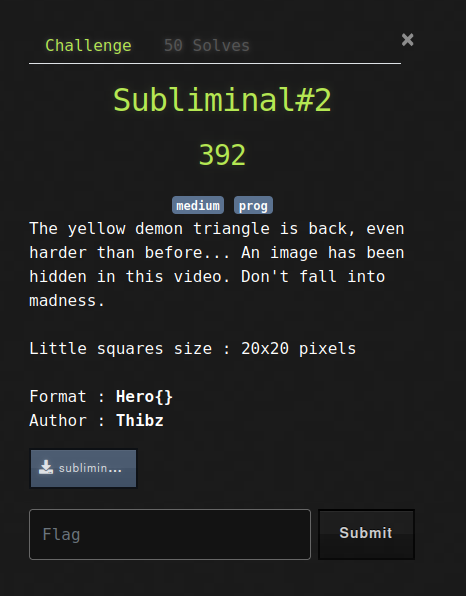 Challenge 50 Solves ×
Subliminal#2
392
medium prog
The yellow demon triangle is back, even
harder than before... An image has been
hidden in this video. Don't fall into
madness.
Little squares size : 20x20 pixels
Format : Hero{}
Author : Thibz
sublimin...
Flag Submit